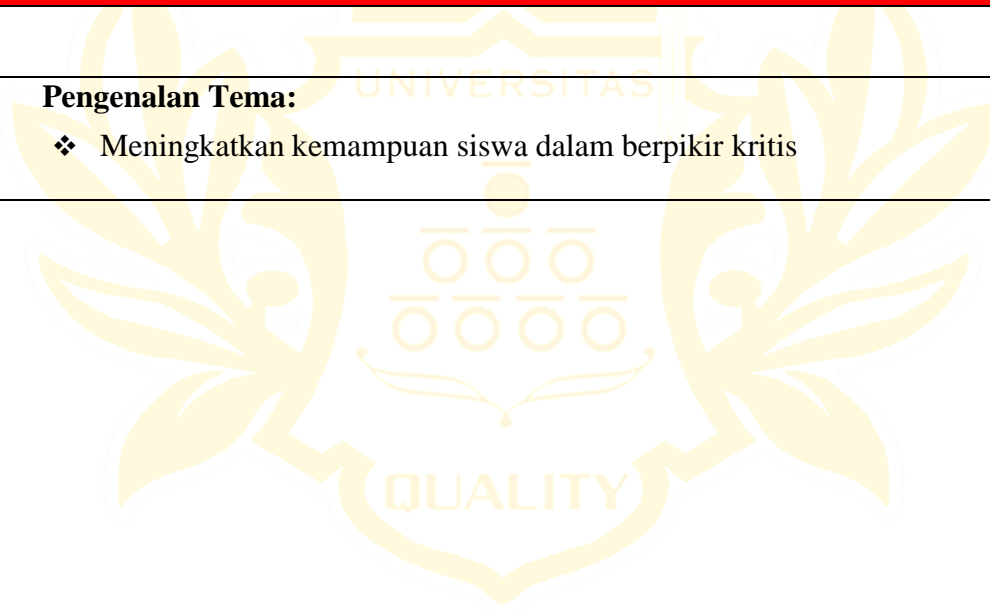 UNIVERSITAS
Pengenalan Tema:
❖ Meningkatkan kemampuan siswa dalam berpikir kritis
QUALITY